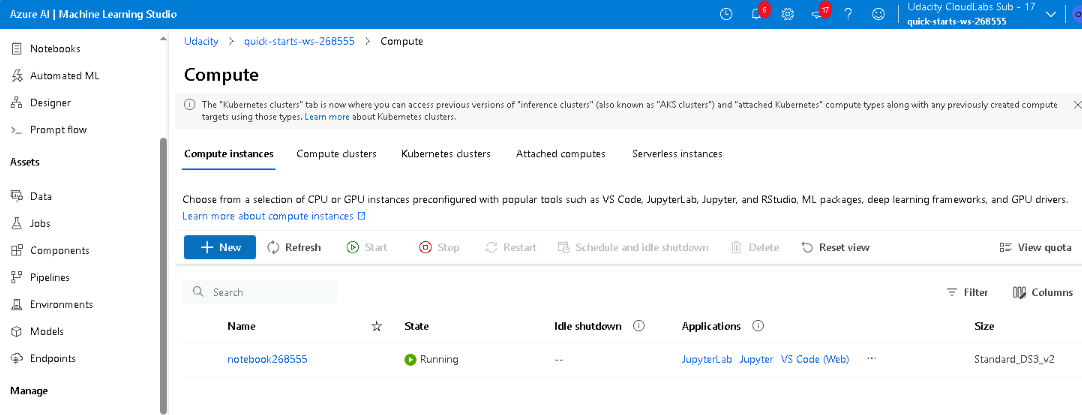 Azure AI | Machine Learning Studio
6
17
Udacity CloudLabs Sub - 17
quick-starts-ws-268555
Notebooks
Automated ML
Designer
Prompt flow
Assets
Data
Jobs
Components
Pipelines
Environments
Models
Endpoints
Manage
Udacity > quick-starts-ws-268555 > Compute
Compute
The "Kubernetes clusters" tab is now where you can access previous versions of "inference clusters" (also known as "AKS clusters") and "attached Kubernetes" compute types along with any previously created compute
targets using those types. Learn more about Kubernetes clusters.
Compute instances Compute clusters Kubernetes clusters Attached computes Serverless instances
Choose from a selection of CPU or GPU instances preconfigured with popular tools such as VS Code, JupyterLab, Jupyter, and RStudio, ML packages, deep learning frameworks, and GPU drivers.
Learn more about compute instances
New Refresh Start Stop Restart Schedule and idle shutdown Delete Reset view View quota
Search Filter Columns
Name State Idle shutdown Applications Size
notebook268555 Running -- JupyterLab Jupyter VS Code (Web) ... Standard_DS3_v2